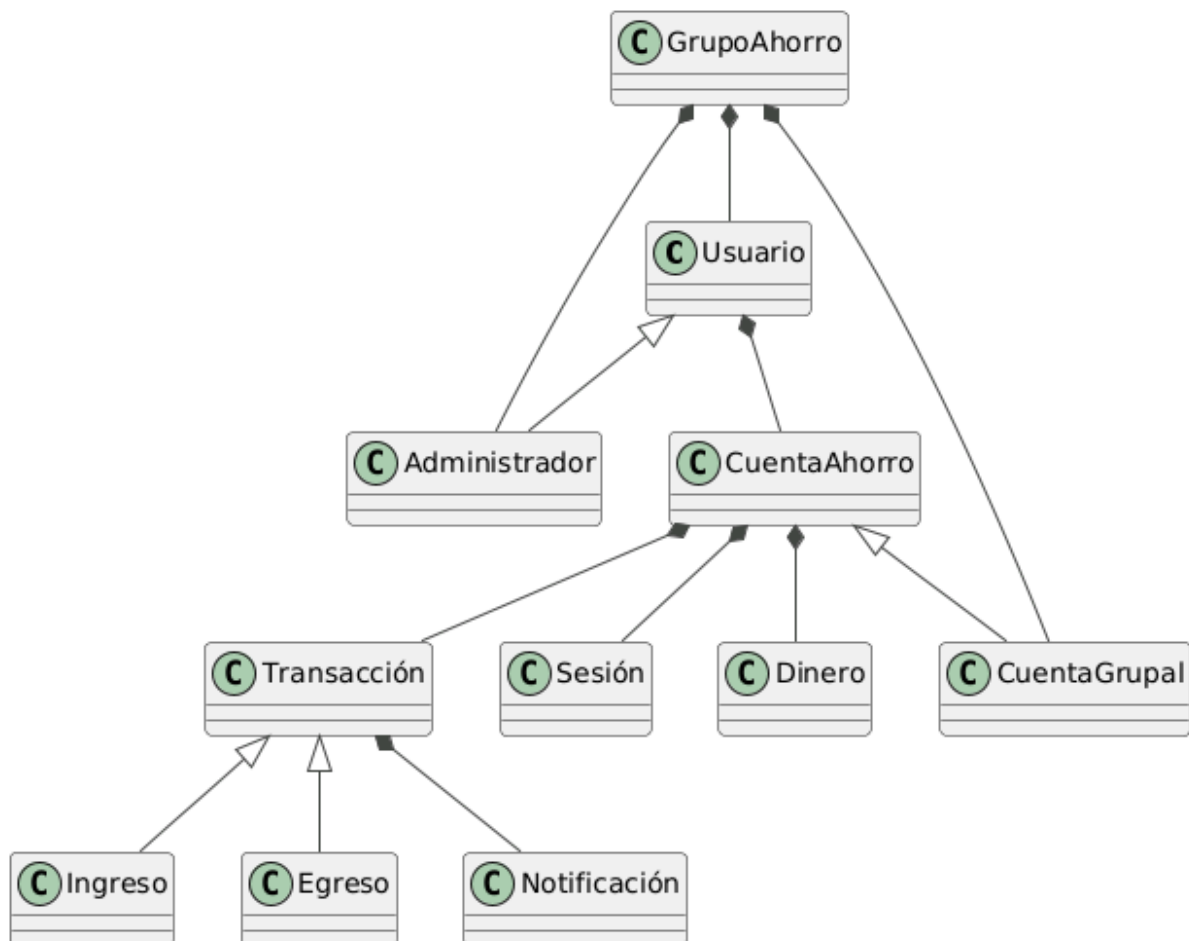 C GrupoAhorro
C Usuario
C Administrador
C CuentaAhorro
C Transacción
C Sesión
C Dinero
C CuentaGrupal
C Ingreso
C Egreso
C Notificación